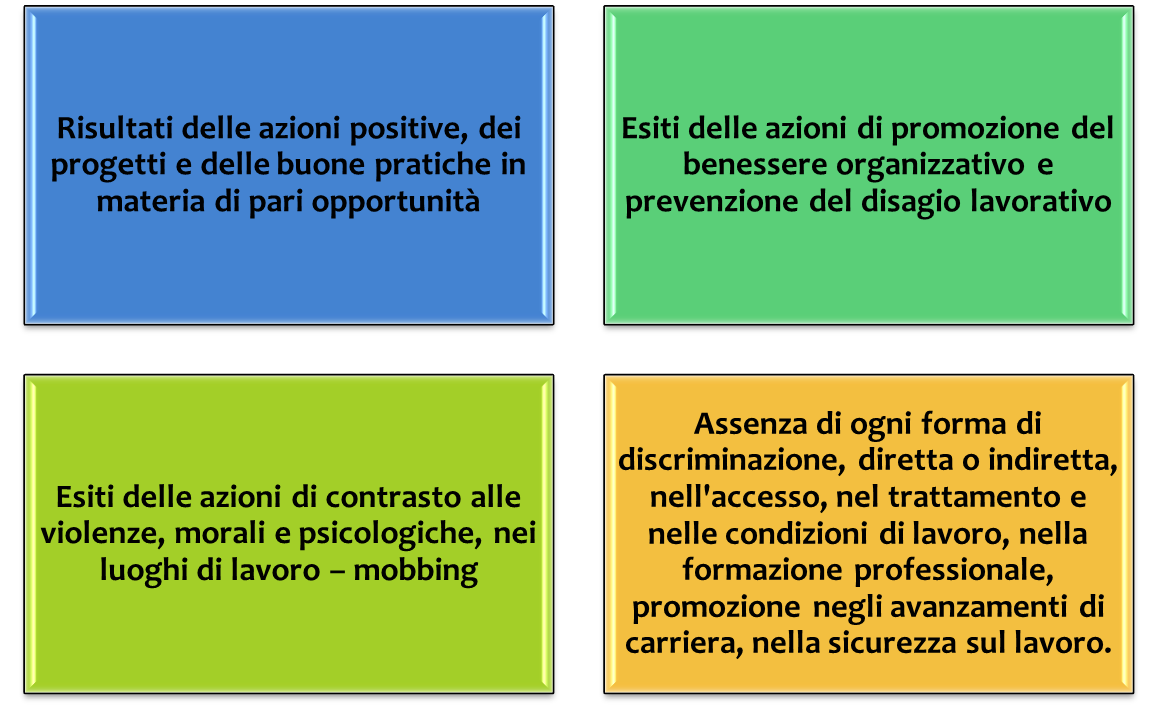 Risultati delle azioni positive, dei
progetti e delle buone pratiche in
materia di pari opportunità
Esiti delle azioni di promozione del
benessere organizzativo e
prevenzione del disagio lavorativo
Esiti delle azioni di contrasto alle
violenze, morali e psicologiche, nei
luoghi di lavoro – mobbing
Assenza di ogni forma di
discriminazione, diretta o indiretta,
nell'accesso, nel trattamento e
nelle condizioni di lavoro, nella
formazione professionale,
promozione negli avanzamenti di
carriera, nella sicurezza sul lavoro.